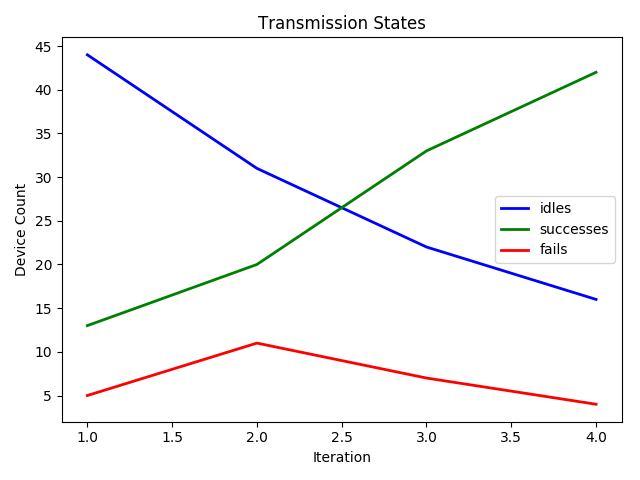 Transmission States
45
40
35
30
25
20
15
10
5
Device Count
idles
successes
fails
1.0 1.5 2.0 2.5 3.0 3.5 4.0
Iteration